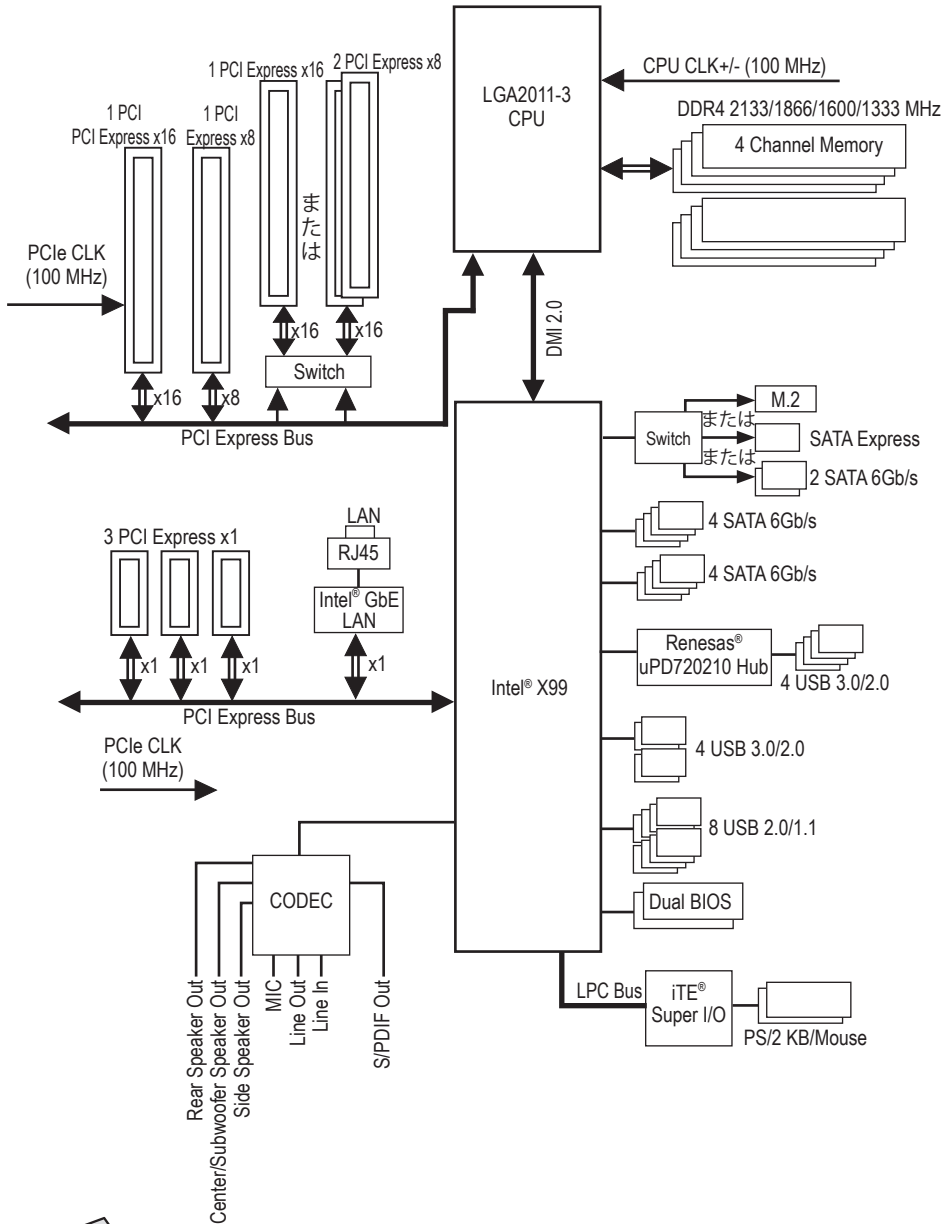 1 PCI Express x16
2 PCI Express x8
1 PCI
PCI Express x16
1 PCI
Express x8
または
PCIe CLK
(100 MHz)
x16
x8
x16
x16
Switch
PCI Express Bus
LGA2011-3
CPU
CPU CLK+/- (100 MHz)
DDR4 2133/1866/1600/1333 MHz
4 Channel Memory
DMI 2.0
Switch
M.2
または
SATA Express
または
2 SATA 6Gb/s
4 SATA 6Gb/s
4 SATA 6Gb/s
Renesas®
uPD720210 Hub
4 USB 3.0/2.0
4 USB 3.0/2.0
8 USB 2.0/1.1
Dual BIOS
Intel® X99
3 PCI Express x1
LAN
RJ45
Intel® GbE
LAN
x1
x1
x1
x1
PCI Express Bus
PCIe CLK
(100 MHz)
CODEC
Rear Speaker Out
Center/Subwoofer Speaker Out
Side Speaker Out
MIC
Line Out
Line In
S/PDIF Out
LPC Bus
iTE®
Super I/O
PS/2 KB/Mouse